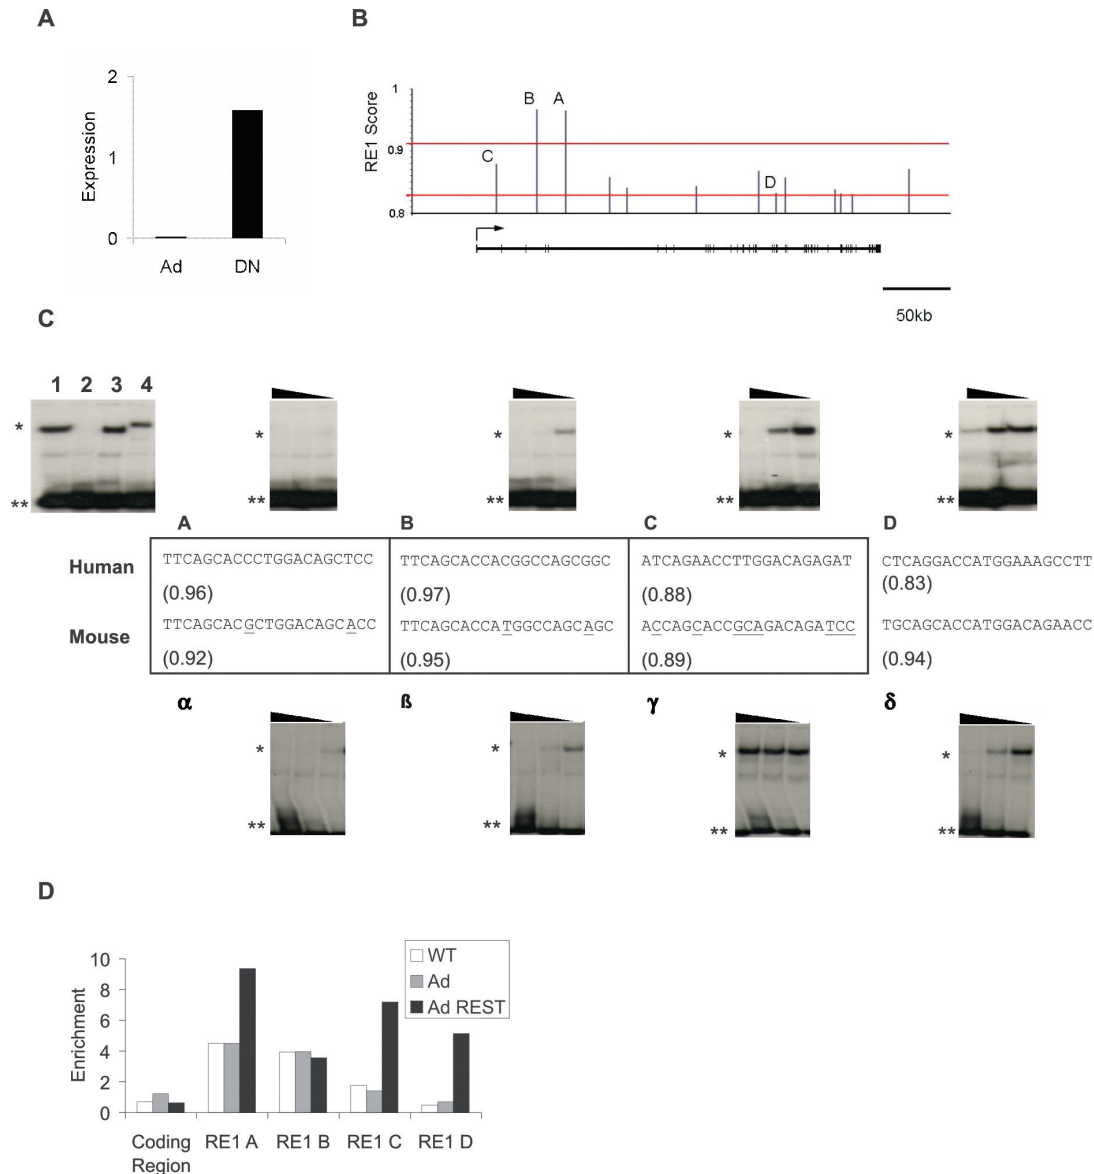 A
B
2
1
0
Expression
Ad
DN
RE1 Score
1
0.9
0.8
C
B
A
D
50kb
C
1 2 3 4
*
**
*
**
*
**
*
**
*
**
A
B
C
D
Human
TTCAGCACCCTGGACAGCTCC
(0.96)
TTCAGCACCACGGCCAGCGGC
(0.97)
ATCAGAACCTTGGACAGAGAT
(0.88)
CTCAGGACCATGGAAAGCCTT
(0.83)
Mouse
TTCAGCACGCTGGACAGCACC
(0.92)
TTCAGCACCATGGCCAGCAGC
(0.95)
ACCAGCACCGCAGACAGATCC
(0.89)
TGCAGCACCATGGACAGAACC
(0.94)
α
ß
γ
δ
*
**
*
**
*
**
*
**
D
Enrichment
10
8
6
4
2
0
WT
Ad
Ad REST
Coding
Region
RE1 A
RE1 B
RE1 C
RE1 D